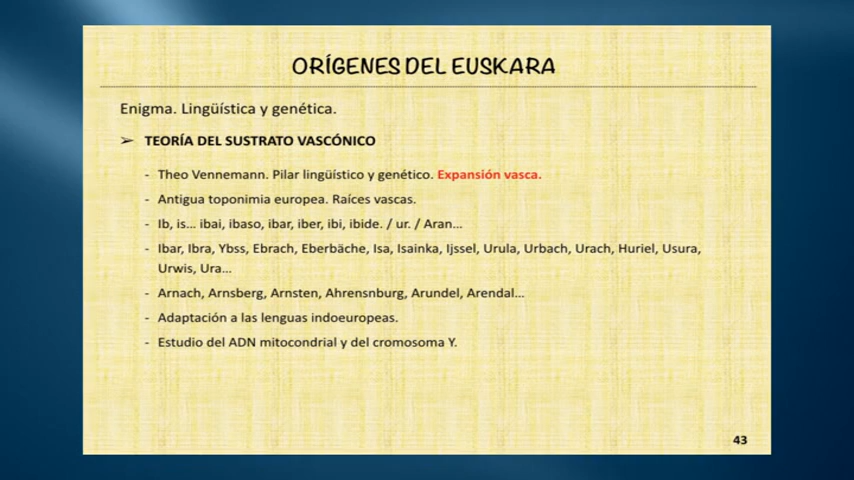 ORÍGENES DEL EUSKARA
Enigma. Lingüística y genética.
➢ TEORÍA DEL SUSTRATO VASCÓNICO
- Theo Vennemann. Pilar lingüístico y genético. Expansión vasca.
- Antigua toponimia europea. Raíces vascas.
- Ib, is... ibai, ibaso, ibar, iber, ibi, ibide. / ur. / Aran...
- Ibar, Ibra, Ybss, Ebrach, Eberbäche, Isa, Isainka, Ijssel, Urula, Urbach, Urach, Huriel, Usura,
Urwis, Ura...
- Arnach, Arnsberg, Arnsten, Ahrensnburg, Arundel, Arendal...
- Adaptación a las lenguas indoeuropeas.
- Estudio del ADN mitocondrial y del cromosoma Y.
43